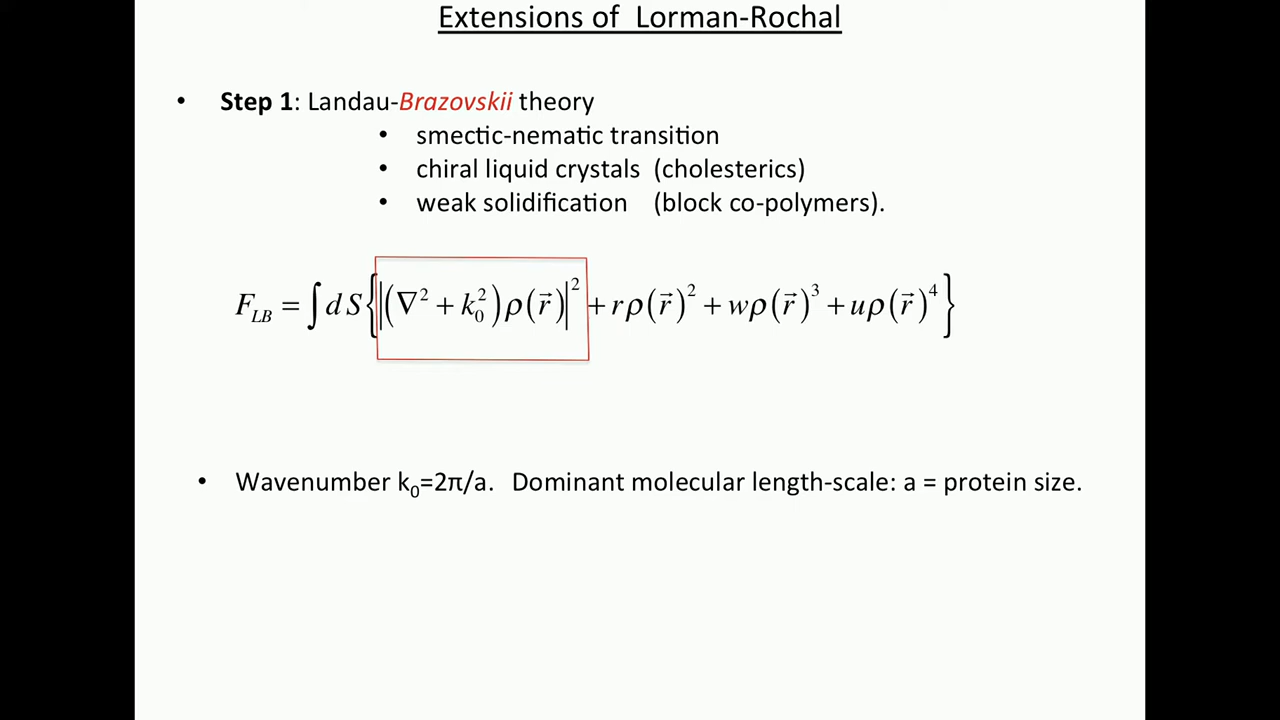 Extensions of Lorman-Rochal
• Step 1: Landau-Brazovskii theory
• smectic-nematic transition
• chiral liquid crystals (cholesterics)
• weak solidification (block co-polymers).
F_LB = ∫dS{|(∇² + k₀²)ρ(r⃗)|² + rρ(r⃗)² + wρ(r⃗)³ + uρ(r⃗)⁴}
• Wavenumber k₀=2π/a. Dominant molecular length-scale: a = protein size.